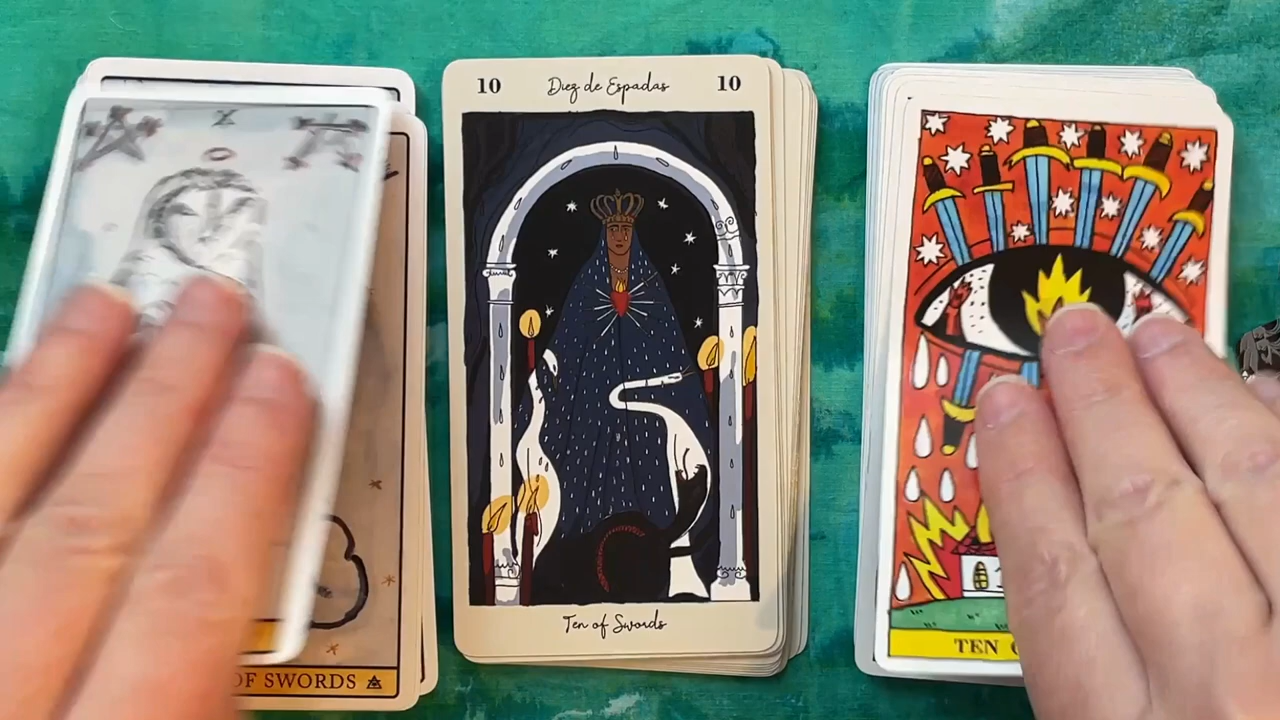 X
10 Diez de Espadas 10
Ten of Swords
TEN
OF SWORDS